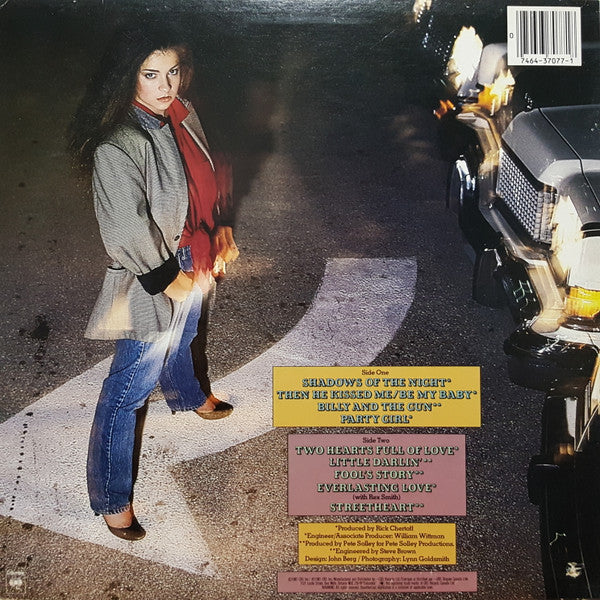 0
7464-37077-1
Side One
SHADOWS OF THE NIGHT*
THEN HE KISSED ME/BE MY BABY*
BILLY AND THE GUN**
PARTY GIRL*
Side Two
TWO HEARTS FULL OF LOVE*
LITTLE DARLIN'**
FOOL'S STORY**
EVERLASTING LOVE*
(with Rex Smith)
STREETHEART**
*Produced by Rick Chertoff
*Engineer/Associate Producer: William Wittman
**Produced by Pete Solley for Pete Solley Productions.
**Engineered by Steve Brown
Design: John Berg / Photography: Lynn Goldsmith